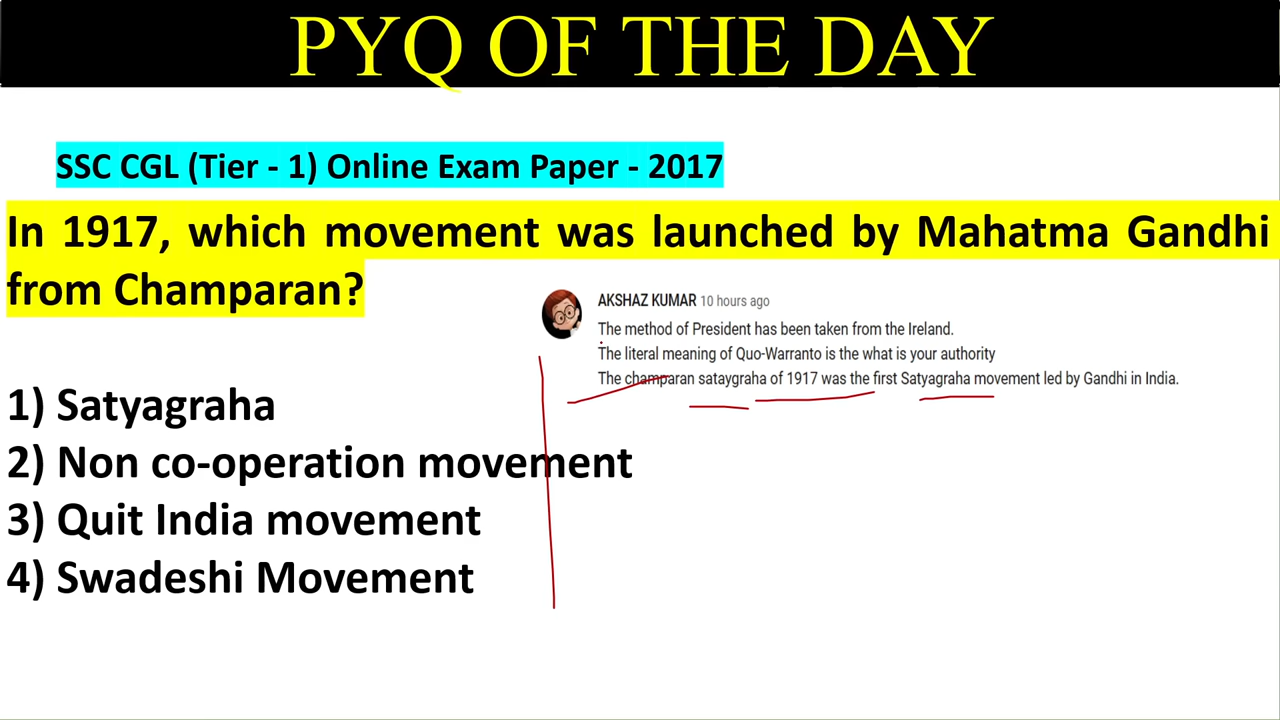 PYQ OF THE DAY
SSC CGL (Tier - 1) Online Exam Paper - 2017
In 1917, which movement was launched by Mahatma Gandhi
from Champaran?
AKSHAZ KUMAR 10 hours ago
The method of President has been taken from the Ireland.
The literal meaning of Quo-Warranto is the what is your authority
The champaran sataygraha of 1917 was the first Satyagraha movement led by Gandhi in India.
1) Satyagraha
2) Non co-operation movement
3) Quit India movement
4) Swadeshi Movement